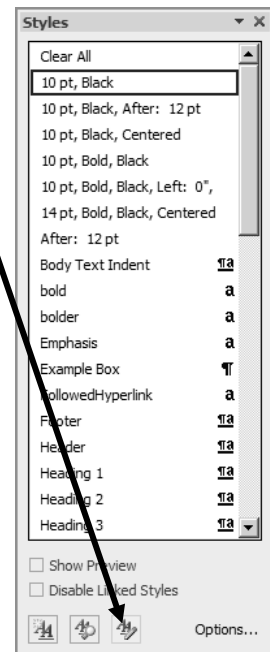 Styles
Clear All
10 pt, Black
10 pt, Black, After: 12 pt
10 pt, Black, Centered
10 pt, Bold, Black
10 pt, Bold, Black, Left: 0",
14 pt, Bold, Black, Centered
After: 12 pt
Body Text Indent ¶a
bold a
bolder a
Emphasis a
Example Box ¶
FollowedHyperlink a
Footer ¶a
Header ¶a
Heading 1 ¶a
Heading 2 ¶a
Heading 3 ¶a
Show Preview
Disable Linked Styles
Options...